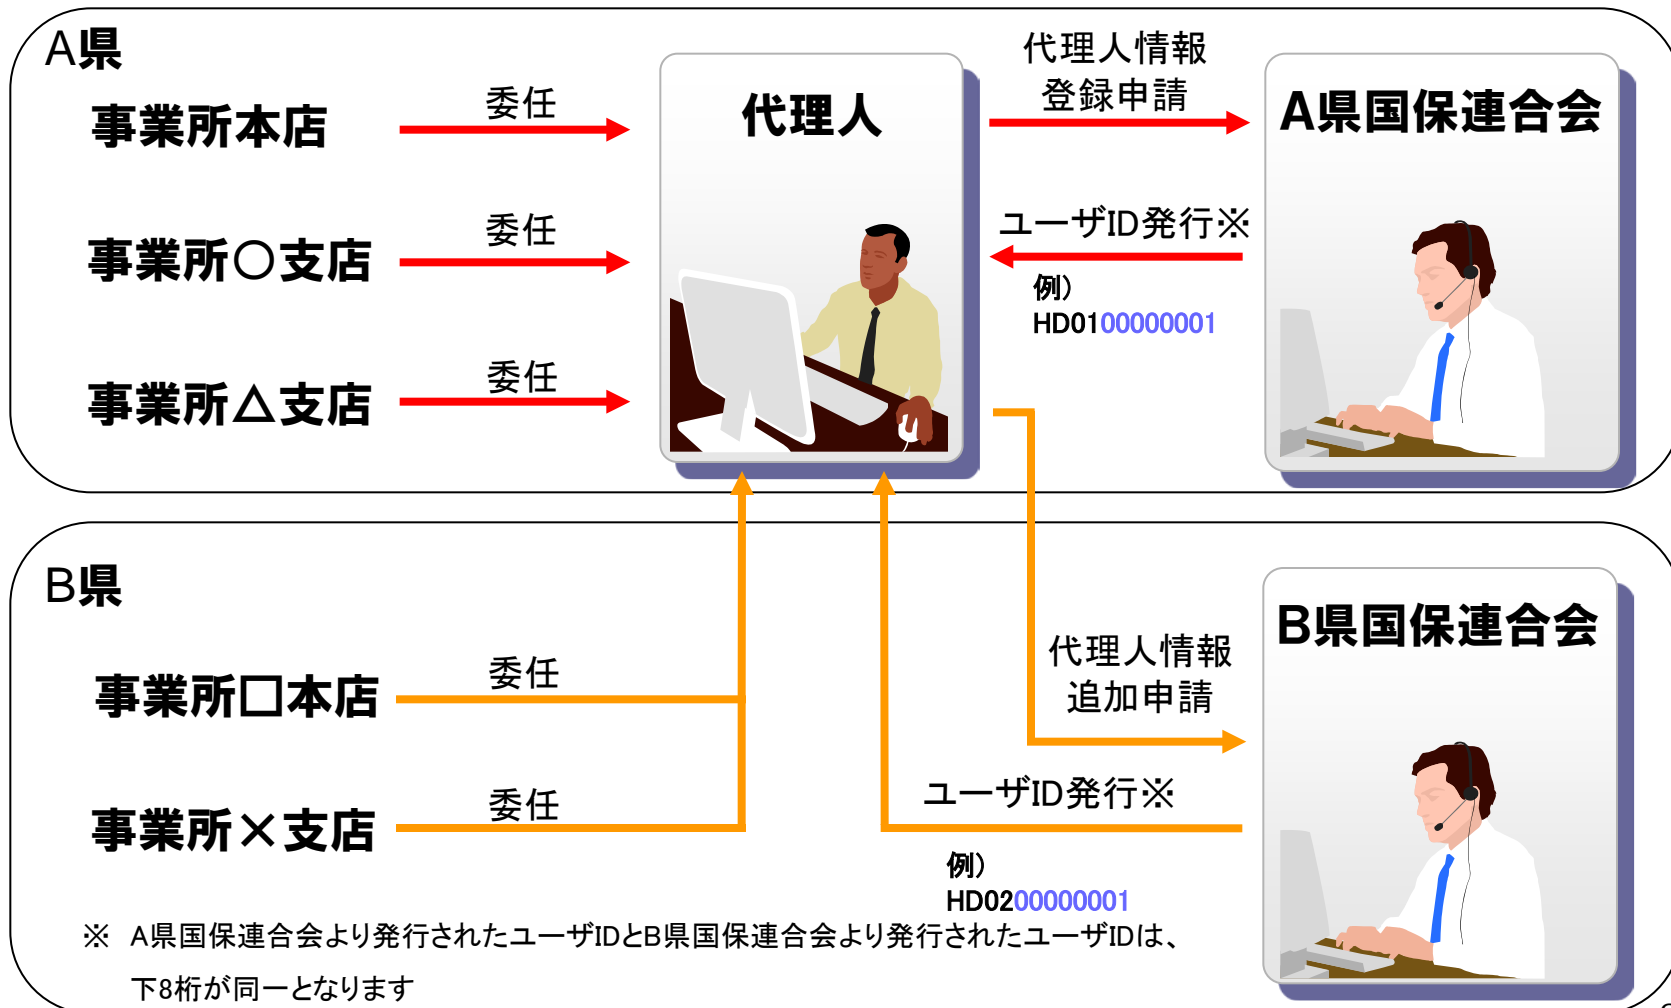 A県
事業所本店
委任
代理人
代理人情報
登録申請
A県国保連合会
事業所○支店
委任
ユーザID発行※
例）
HD0100000001
事業所△支店
委任
B県
B県国保連合会
事業所□本店
委任
代理人情報
追加申請
事業所×支店
委任
ユーザID発行※
例）
HD0200000001
※ A県国保連合会より発行されたユーザIDとB県国保連合会より発行されたユーザIDは、
下8桁が同一となります